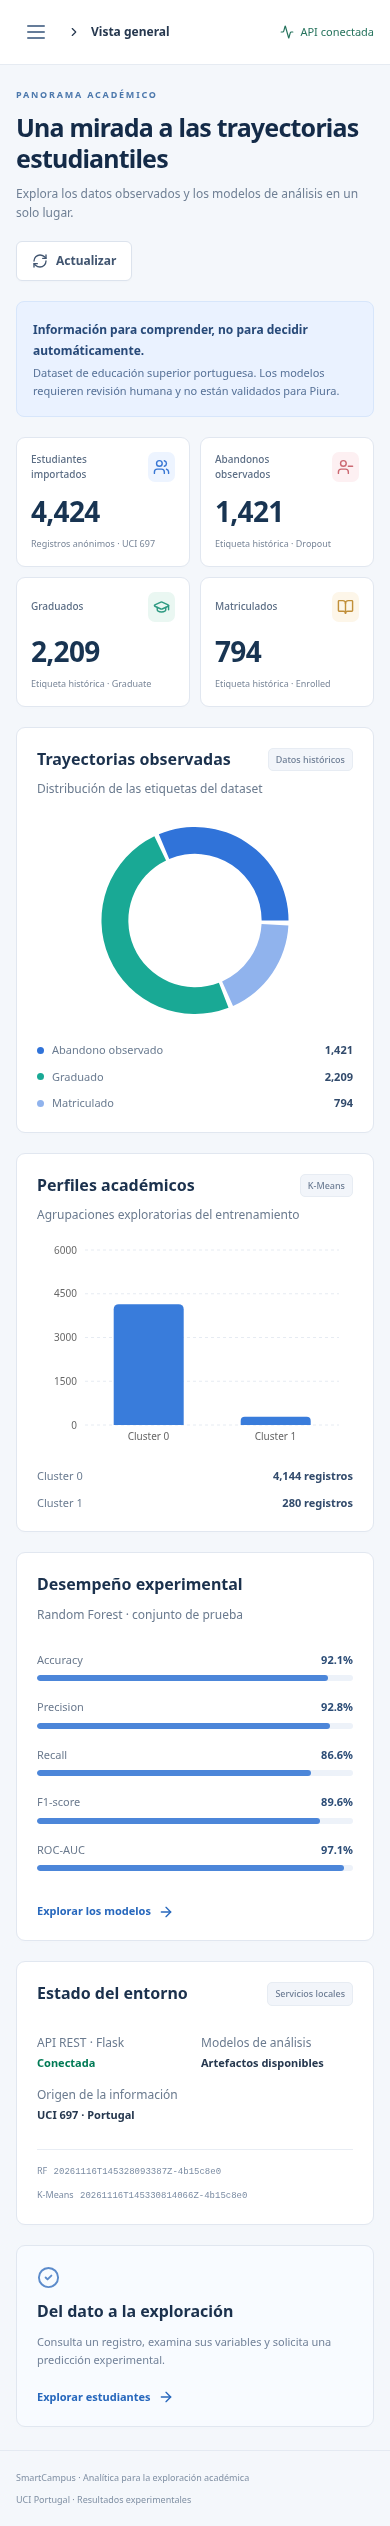 Vista general
API conectada
PANORAMA ACADÉMICO
Una mirada a las trayectorias
estudiantiles
Explora los datos observados y los modelos de análisis en un
solo lugar.
Actualizar
Información para comprender, no para decidir
automáticamente.
Dataset de educación superior portuguesa. Los modelos
requieren revisión humana y no están validados para Piura.
Estudiantes
importados
4,424
Registros anónimos · UCI 697
Abandonos
observados
1,421
Etiqueta histórica · Dropout
Graduados
2,209
Etiqueta histórica · Graduate
Matriculados
794
Etiqueta histórica · Enrolled
Trayectorias observadas
Datos históricos
Distribución de las etiquetas del dataset
Abandono observado 1,421
Graduado 2,209
Matriculado 794
Perfiles académicos
K-Means
Agrupaciones exploratorias del entrenamiento
6000
4500
3000
1500
0
Cluster 0 Cluster 1
Cluster 0 4,144 registros
Cluster 1 280 registros
Desempeño experimental
Random Forest · conjunto de prueba
Accuracy 92.1%
Precision 92.8%
Recall 86.6%
F1-score 89.6%
ROC-AUC 97.1%
Explorar los modelos
Estado del entorno
Servicios locales
API REST · Flask
Conectada
Modelos de análisis
Artefactos disponibles
Origen de la información
UCI 697 · Portugal
RF 20261116T145328093387Z-4b15c8e0
K-Means 20261116T145330814066Z-4b15c8e0
Del dato a la exploración
Consulta un registro, examina sus variables y solicita una
predicción experimental.
Explorar estudiantes
SmartCampus · Analítica para la exploración académica
UCI Portugal · Resultados experimentales